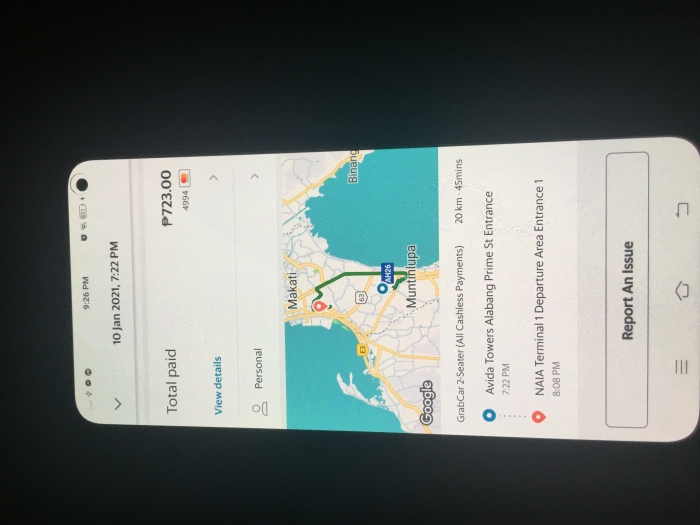 9:26 PM
10 Jan 2021, 7:22 PM
Total paid
₱723.00
4994
View details
Personal
Makati
Binang
63
AH26
E3
Muntinlupa
Google
GrabCar 2-Seater (All Cashless Payments)
20 km · 45mins
Avida Towers Alabang Prime St Entrance
7:22 PM
NAIA Terminal 1 Departure Area Entrance 1
8:08 PM
Report An Issue